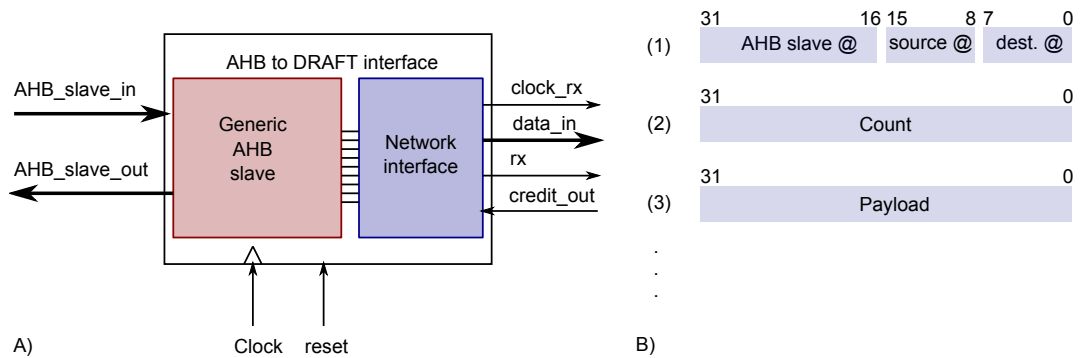 AHB to DRAFT interface
AHB_slave_in
AHB_slave_out
Generic
AHB
slave
Network
interface
clock_rx
data_in
rx
credit_out
Clock
reset
A)
31 16 15 8 7 0
(1) AHB slave @ source @ dest. @
31 0
(2) Count
31 0
(3) Payload
.
.
.
B)